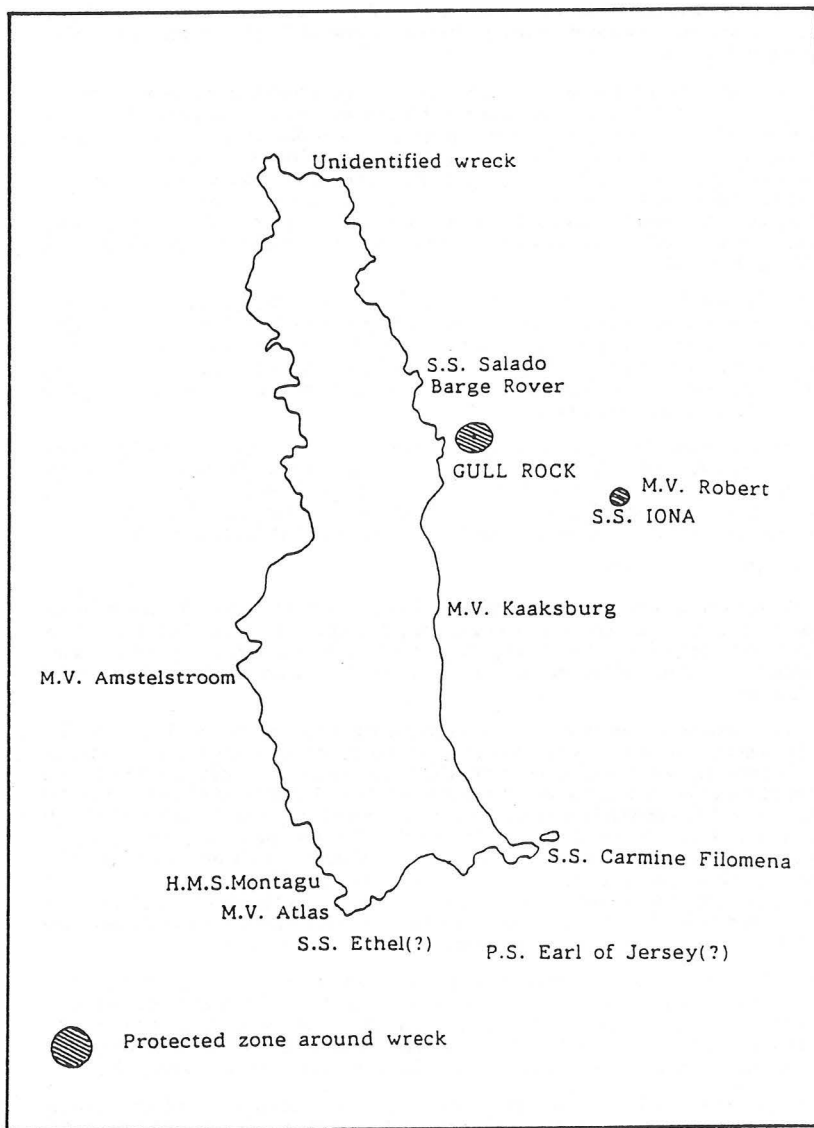 Unidentified wreck
S.S. Salado
Barge Rover
GULL ROCK
M.V. Robert
S.S. IONA
M.V. Kaaksburg
M.V. Amstelstroom
S.S. Carmine Filomena
H.M.S.Montagu
M.V. Atlas
S.S. Ethel(?)
P.S. Earl of Jersey(?)
Protected zone around wreck